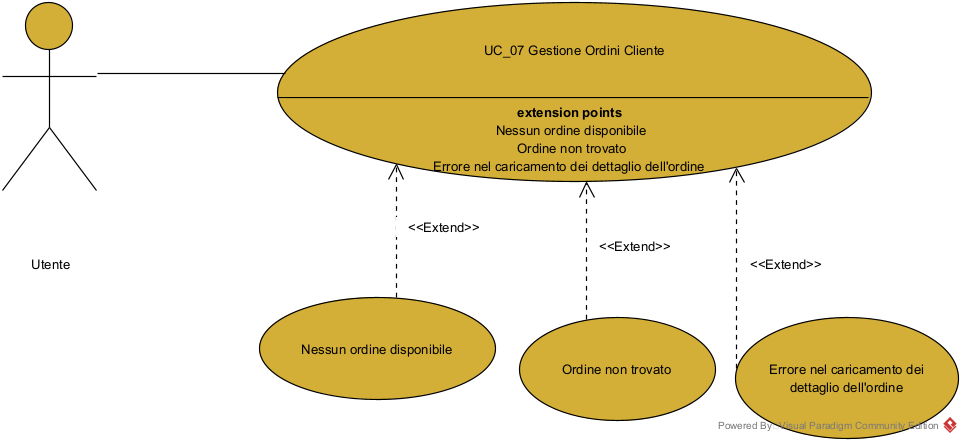 UC_07 Gestione Ordini Cliente
extension points
Nessun ordine disponibile
Ordine non trovato
Errore nel caricamento dei dettaglio dell'ordine
<<Extend>>
<<Extend>>
<<Extend>>
Utente
Nessun ordine disponibile
Ordine non trovato
Errore nel caricamento dei
dettaglio dell'ordine
Powered By: Visual Paradigm Community Edition